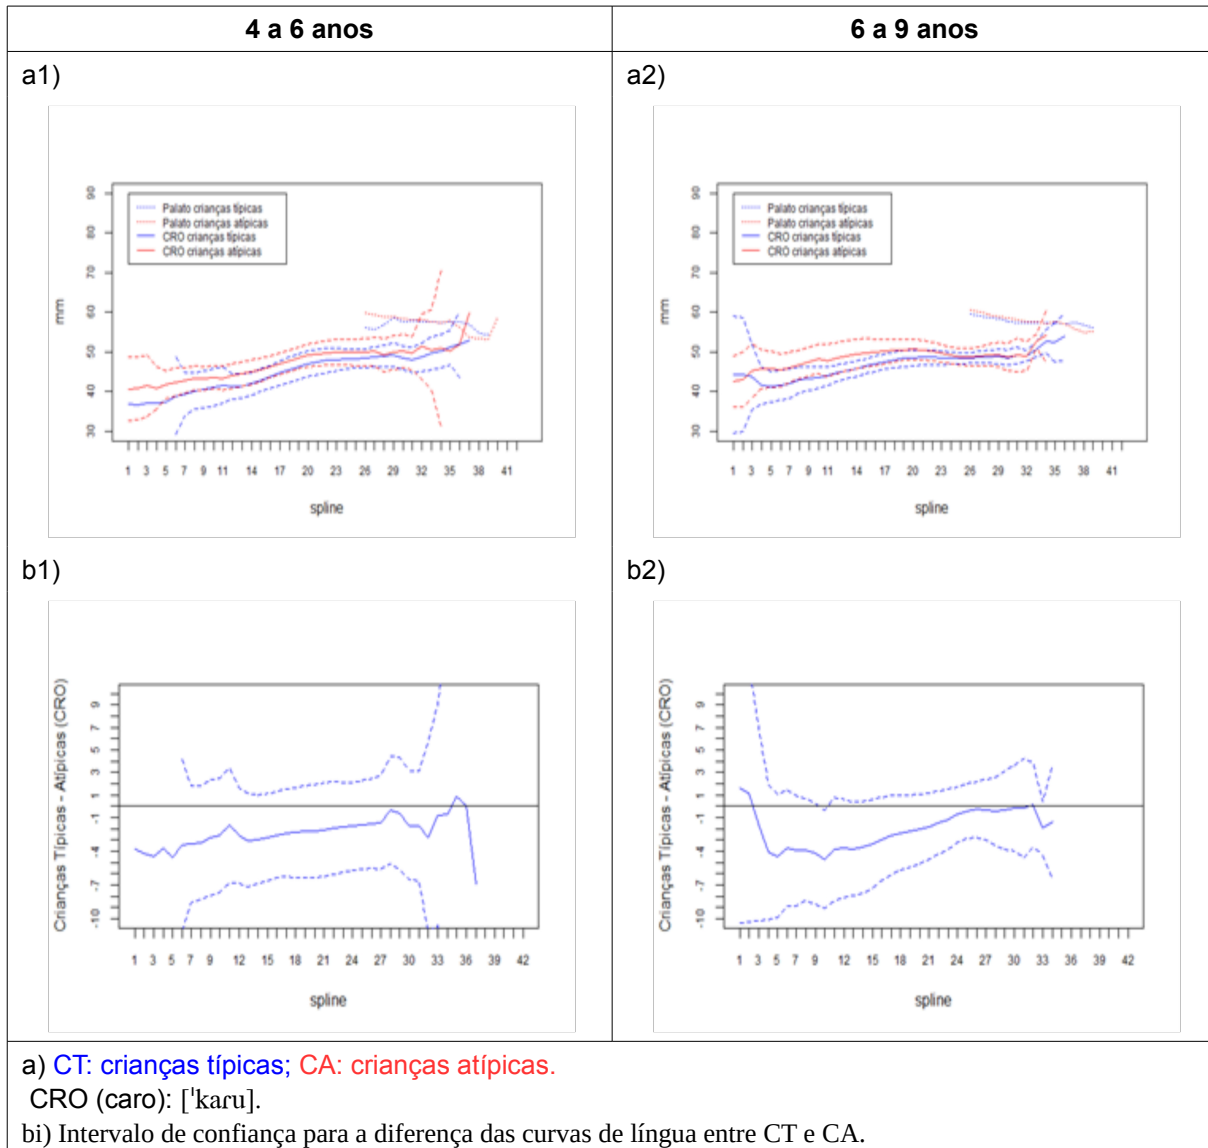 4 a 6 anos
6 a 9 anos
a1)
a2)
90
80
70
60
50
40
30
mm
Palato crianças típicas
Palato crianças atípicas
CRO crianças típicas
CRO crianças atípicas
1 3 5 7 9 11 14 17 20 23 26 29 32 35 38 41
spline
90
80
70
60
50
40
30
mm
Palato crianças típicas
Palato crianças atípicas
CRO crianças típicas
CRO crianças atípicas
1 3 5 7 9 11 14 17 20 23 26 29 32 35 38 41
spline
b1)
b2)
Crianças Típicas - Atípicas (CRO)
9
7
5
3
1
-1
-4
-7
-10
1 3 5 7 9 12 15 18 21 24 27 30 33 36 39 42
spline
Crianças Típicas - Atípicas (CRO)
9
7
5
3
1
-1
-4
-7
-10
1 3 5 7 9 12 15 18 21 24 27 30 33 36 39 42
spline
a) CT: crianças típicas; CA: crianças atípicas.
CRO (caro): [ˈkaɾu].
bi) Intervalo de confiança para a diferença das curvas de língua entre CT e CA.